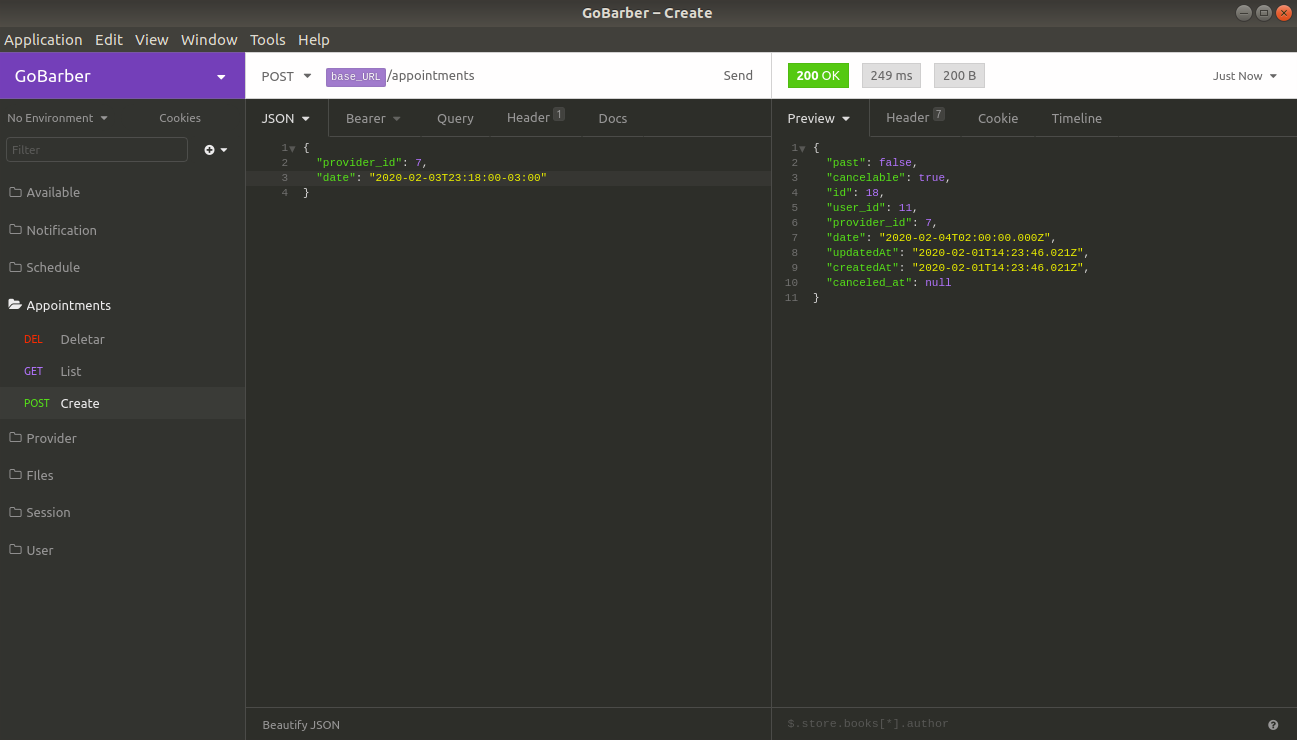 GoBarber – Create
Application Edit View Window Tools Help
GoBarber
POST base_URL/appointments Send
200 OK 249 ms 200 B Just Now
No Environment Cookies
JSON Bearer Query Header 1 Docs
Preview Header 7 Cookie Timeline
Filter
Available
Notification
Schedule
Appointments
DEL Deletar
GET List
POST Create
Provider
FIles
Session
User
1 {
2 "provider_id": 7,
3 "date": "2020-02-03T23:18:00-03:00"
4 }
1 {
2 "past": false,
3 "cancelable": true,
4 "id": 18,
5 "user_id": 11,
6 "provider_id": 7,
7 "date": "2020-02-04T02:00:00.000Z",
8 "updatedAt": "2020-02-01T14:23:46.021Z",
9 "createdAt": "2020-02-01T14:23:46.021Z",
10 "canceled_at": null
11 }
Beautify JSON
$.store.books[*].author
?